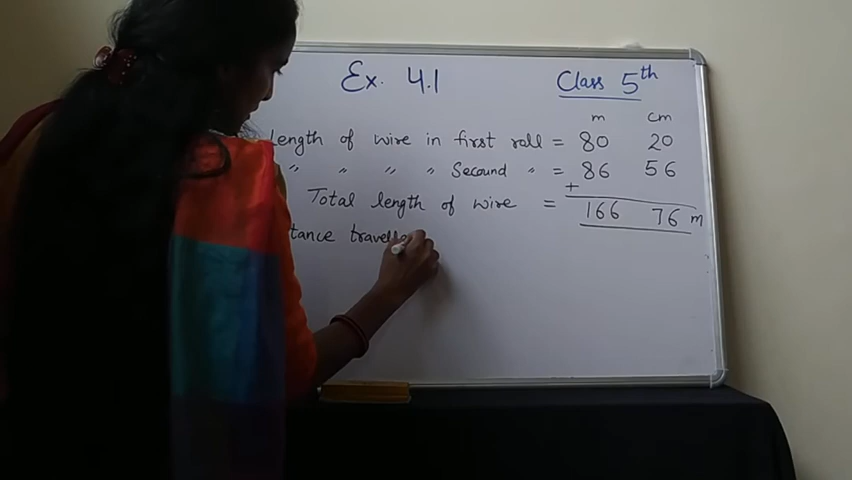 Ex. 4.1 Class 5th
m cm
length of wire in first roll = 80 20
" " " " Secound " = 86 56
+
Total length of wire = 166 76 m
tance travelle